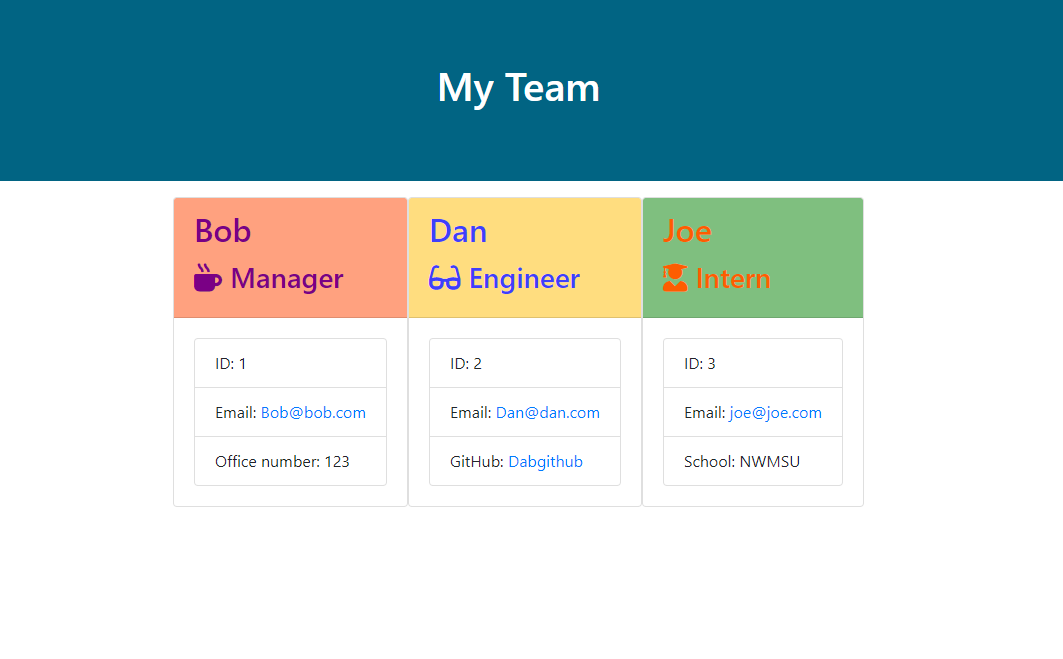 My Team
Bob
Manager
ID: 1
Email: Bob@bob.com
Office number: 123
Dan
Engineer
ID: 2
Email: Dan@dan.com
GitHub: Dabgithub
Joe
Intern
ID: 3
Email: joe@joe.com
School: NWMSU